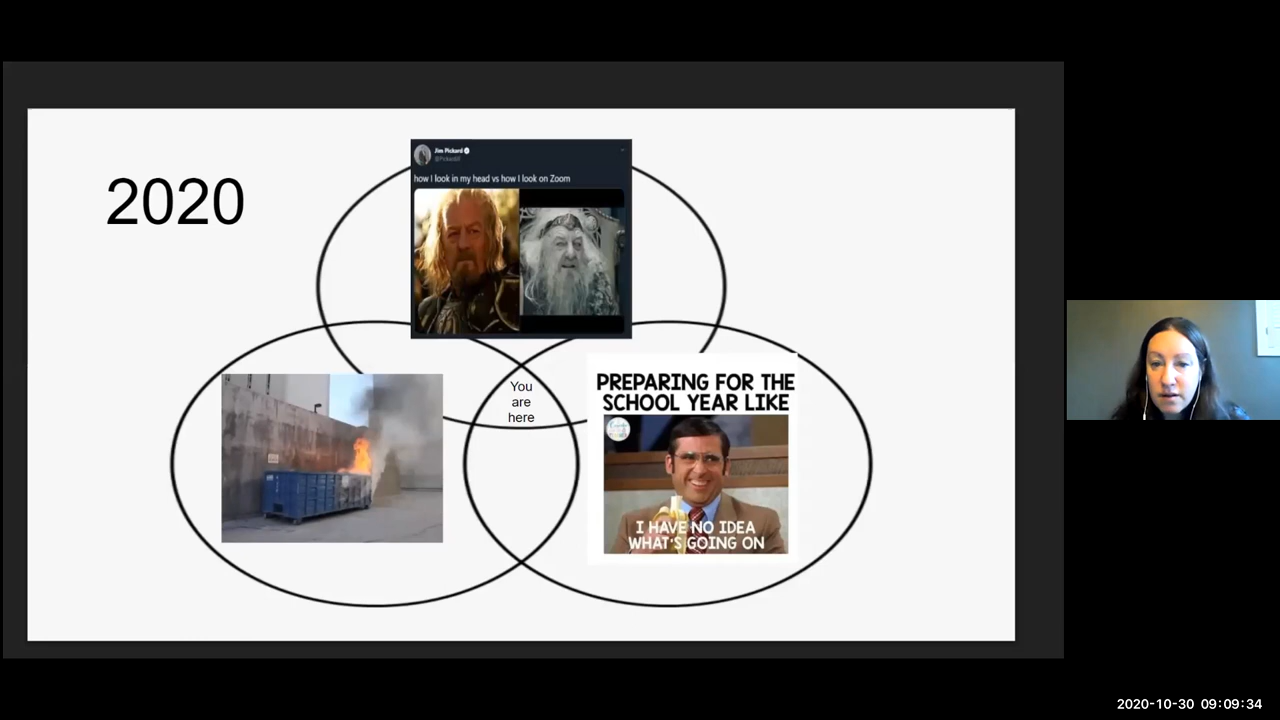 2020
Jim Pickard
how I look in my head vs how I look on Zoom
You
are
here
PREPARING FOR THE
SCHOOL YEAR LIKE
I HAVE NO IDEA
WHAT'S GOING ON
2020-10-30 09:09:34